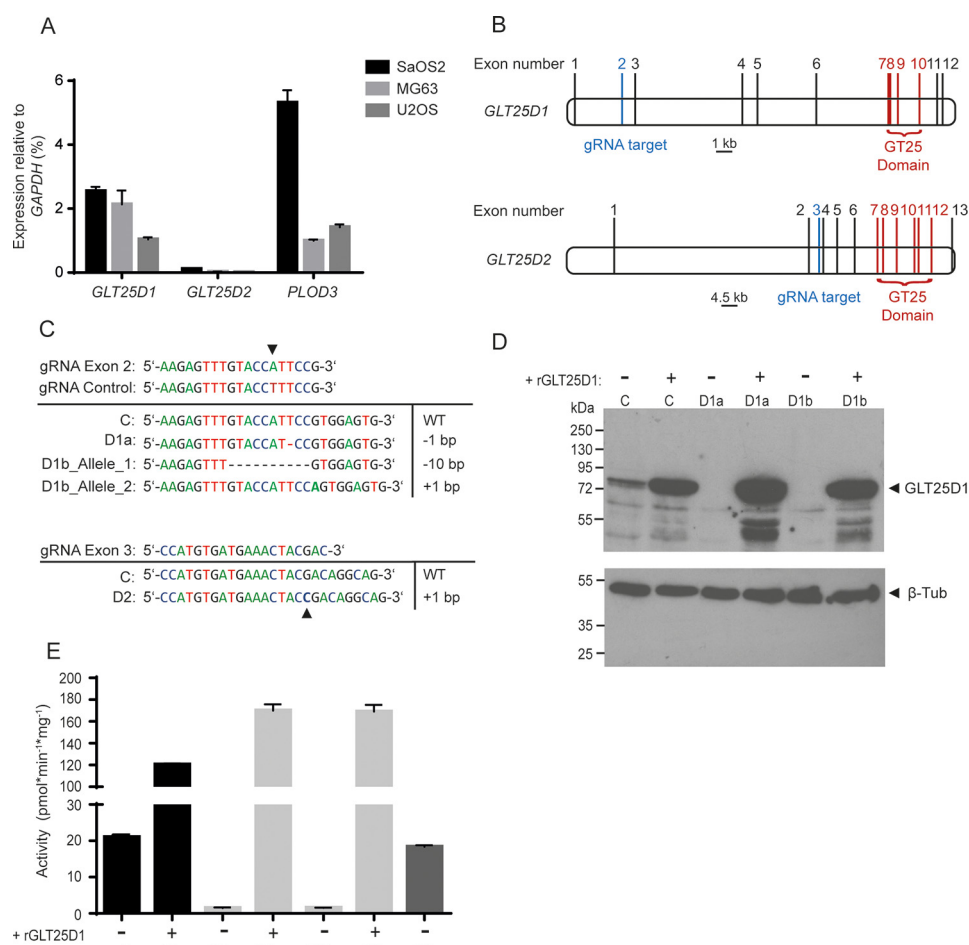 A
Expression relative to
GAPDH (%)
6
4
2
0
SaOS2
MG63
U2OS
GLT25D1
GLT25D2
PLOD3
B
Exon number
1 2 3 4 5 6 78 9 10 11 12
GLT25D1
gRNA target
1 kb
GT25
Domain
Exon number
1 2 3 4 5 6 7 8 9 10 11 12 13
GLT25D2
gRNA target
4.5 kb
GT25
Domain
C
gRNA Exon 2: 5‘-AAGAGTTTGTACCATTCCG-3‘
gRNA Control: 5‘-AAGAGTTTGTACCTTTCCG-3‘
C: 5‘-AAGAGTTTGTACCATTCCGTGGAGTG-3‘ WT
D1a: 5‘-AAGAGTTTGTACCAT-CCGTGGAGTG-3‘ -1 bp
D1b_Allele_1: 5‘-AAGAGTTT----------GTGGAGTG-3‘ -10 bp
D1b_Allele_2: 5‘-AAGAGTTTGTACCATTCCAGTGGAGTG-3‘ +1 bp
gRNA Exon 3: 5‘-CCATGTGATGAAACTACGAC-3‘
C: 5‘-CCATGTGATGAAACTACGACAGGCAG-3‘ WT
D2: 5‘-CCATGTGATGAAACTACCGACAGGCAG-3‘ +1 bp
D
+ rGLT25D1: - + - + - +
kDa C C D1a D1a D1b D1b
250
130
95
72
55
GLT25D1
55
35
25
β-Tub
E
Activity (pmol*min-1*mg-1)
200
180
160
140
120
100
30
20
10
0
+ rGLT25D1 - + - + - + -